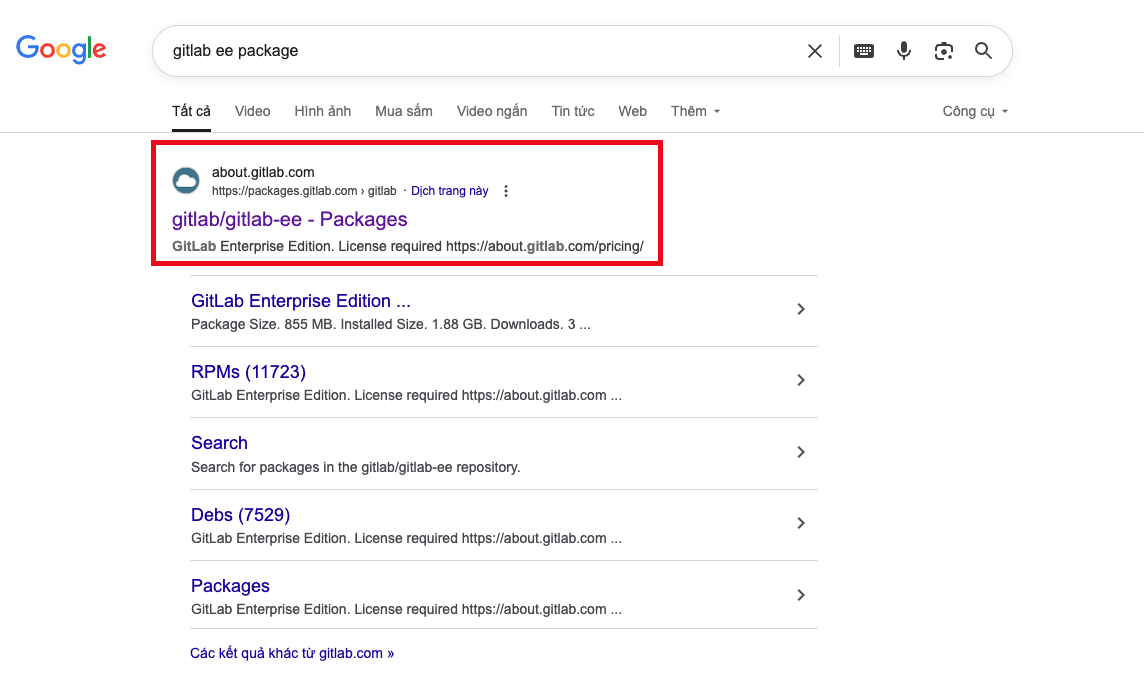 Google
gitlab ee package
Tất cả Video Hình ảnh Mua sắm Video ngắn Tin tức Web Thêm Công cụ
about.gitlab.com
https://packages.gitlab.com › gitlab · Dịch trang này
gitlab/gitlab-ee - Packages
GitLab Enterprise Edition. License required https://about.gitlab.com/pricing/
GitLab Enterprise Edition ...
Package Size. 855 MB. Installed Size. 1.88 GB. Downloads. 3 ...
RPMs (11723)
GitLab Enterprise Edition. License required https://about.gitlab.com ...
Search
Search for packages in the gitlab/gitlab-ee repository.
Debs (7529)
GitLab Enterprise Edition. License required https://about.gitlab.com ...
Packages
GitLab Enterprise Edition. License required https://about.gitlab.com ...
Các kết quả khác từ gitlab.com »